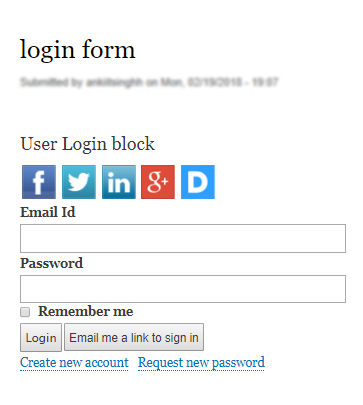 login form
Submitted by ankiitsinghh on Mon, 02/19/2018 - 19:07
User Login block
f in g+ D
Email Id
Password
Remember me
Login Email me a link to sign in
Create new account Request new password